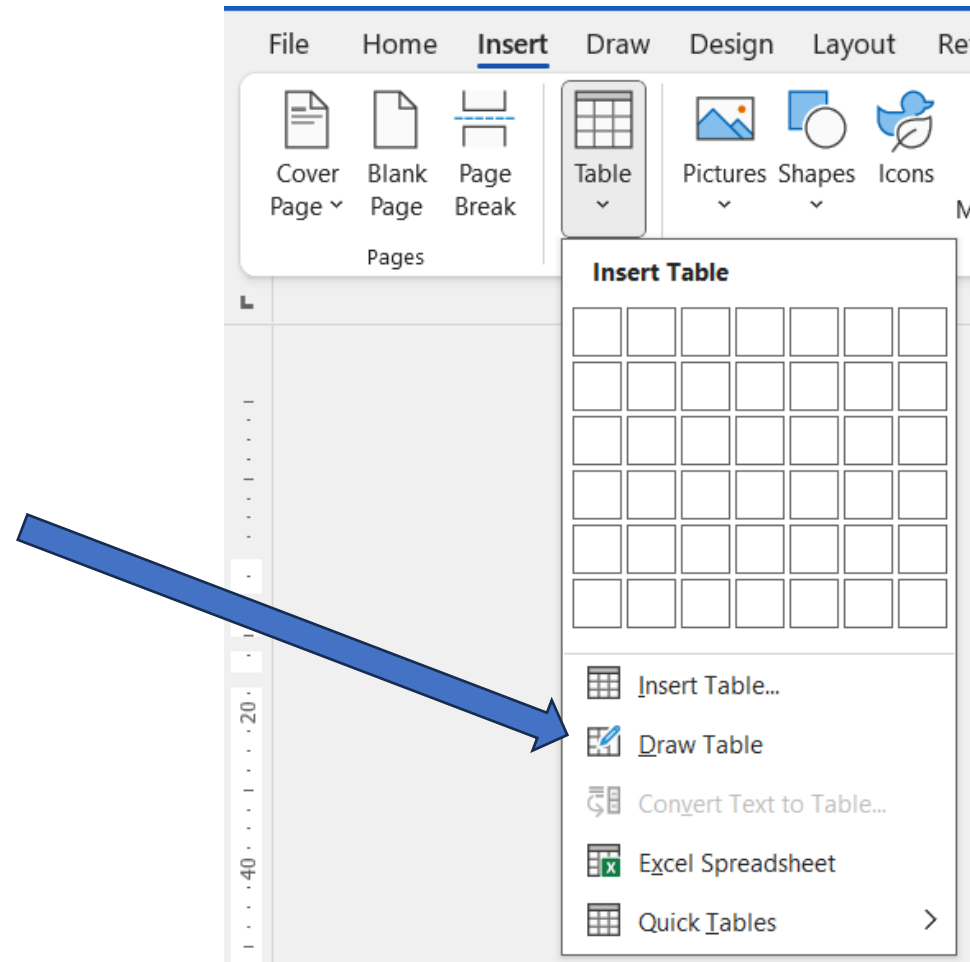 File Home Insert Draw Design Layout
Cover Page
Blank Page
Page Break
Table
Pictures
Shapes
Icons
Pages
Insert Table
Insert Table...
Draw Table
Convert Text to Table...
Excel Spreadsheet
Quick Tables
20
40